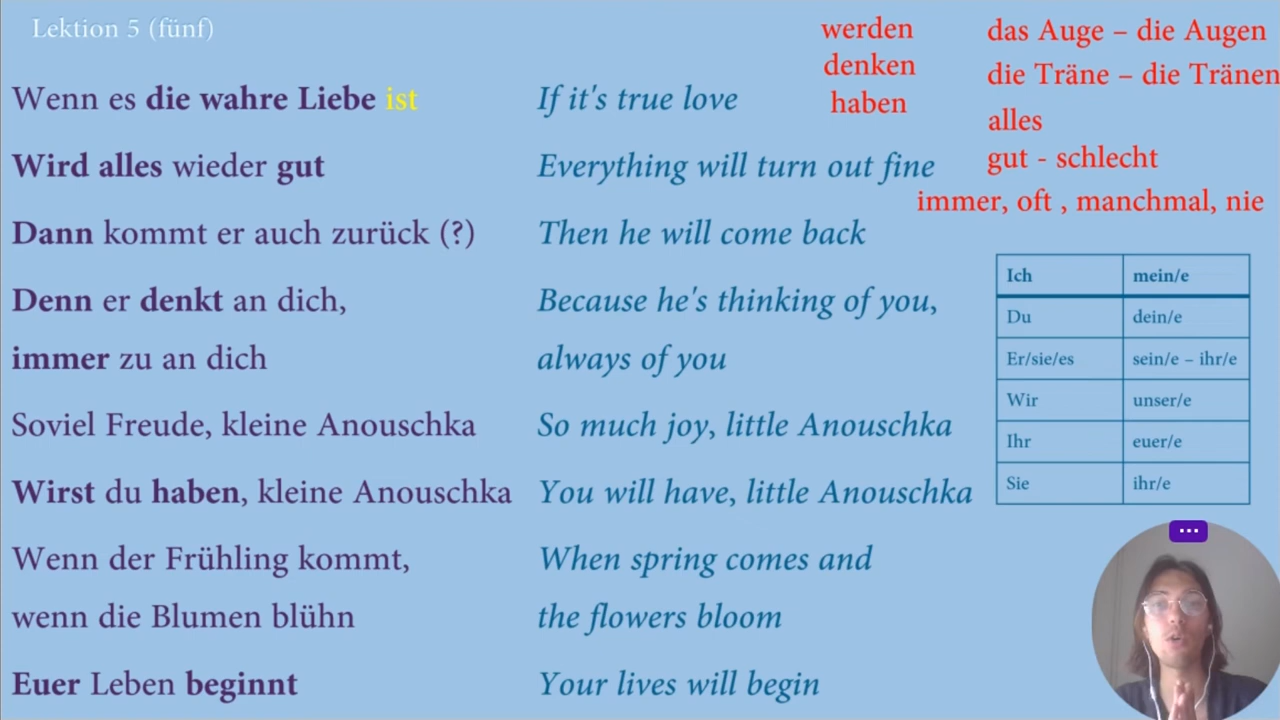 Lektion 5 (fünf)
Wenn es die wahre Liebe ist
Wird alles wieder gut
Dann kommt er auch zurück (?)
Denn er denkt an dich,
immer zu an dich
Soviel Freude, kleine Anouschka
Wirst du haben, kleine Anouschka
Wenn der Frühling kommt,
wenn die Blumen blühn
Euer Leben beginnt
If it's true love
Everything will turn out fine
Then he will come back
Because he's thinking of you,
always of you
So much joy, little Anouschka
You will have, little Anouschka
When spring comes and
the flowers bloom
Your lives will begin
werden
denken
haben
das Auge – die Augen
die Träne – die Tränen
alles
gut - schlecht
immer, oft , manchmal, nie
Ich mein/e
Du dein/e
Er/sie/es sein/e – ihr/e
Wir unser/e
Ihr euer/e
Sie ihr/e